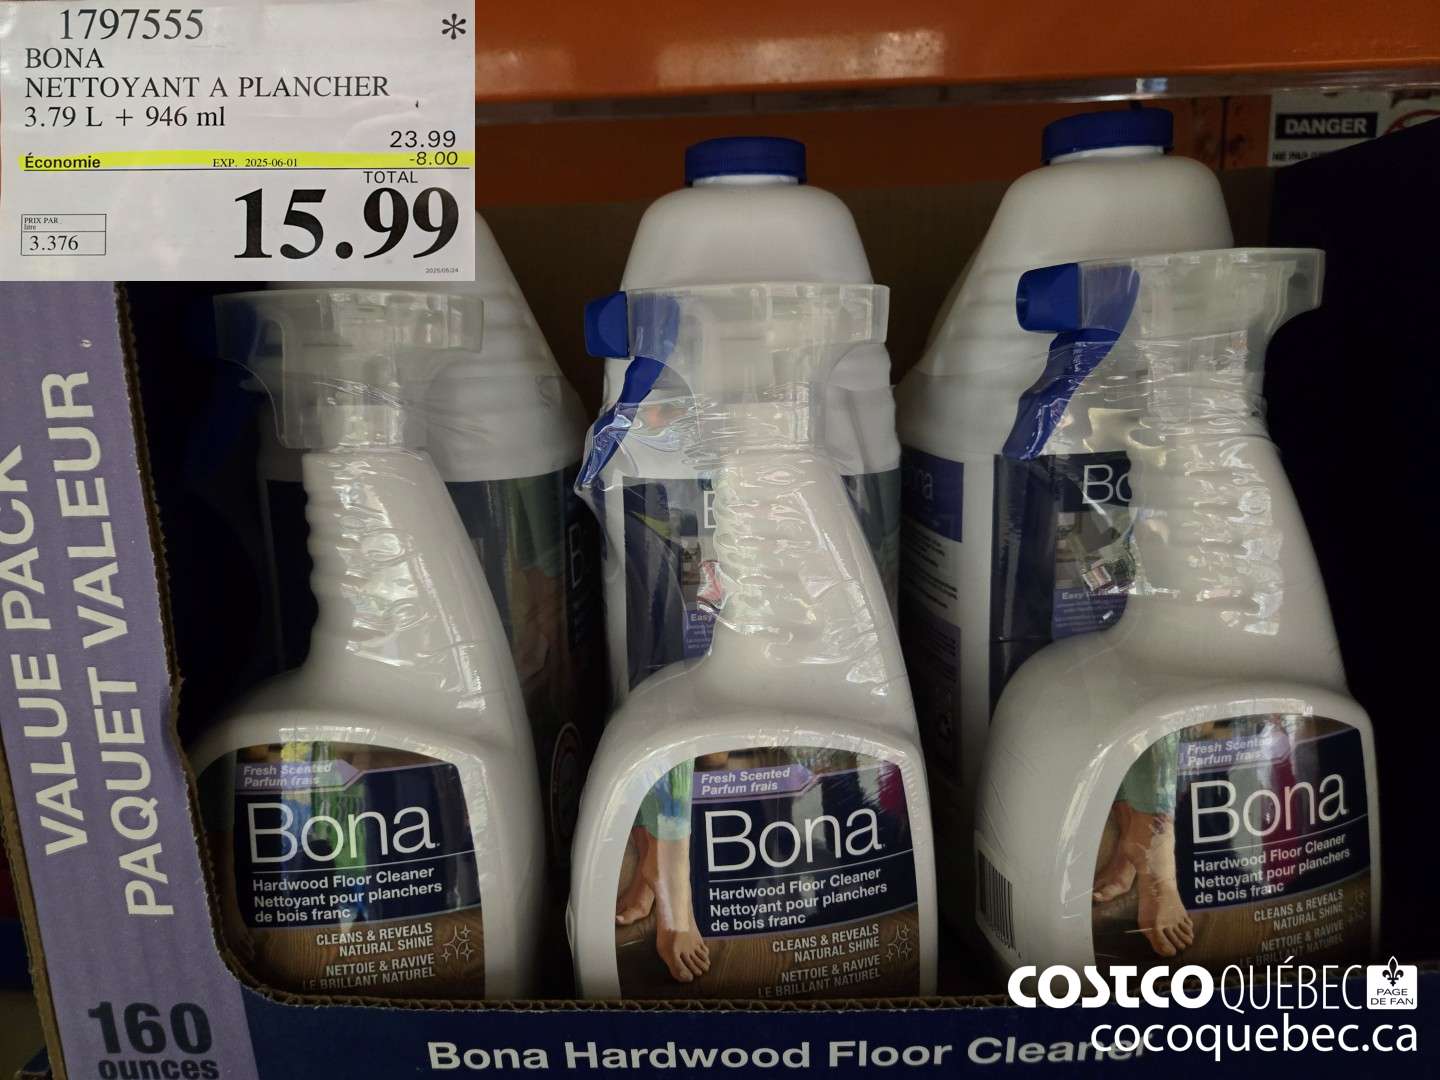 1797555 *
BONA
NETTOYANT A PLANCHER
3.79 L + 946 ml
23.99
Économie EXP. 2025-06-01 -8.00
TOTAL
15.99
PRIX PAR
litre
3.376
2025/05/24
DANGER
VALUE PACK
PAQUET VALEUR
160
ounces
Fresh Scented
Parfum frais
Bona
Hardwood Floor Cleaner
Nettoyant pour planchers
de bois franc
CLEANS & REVEALS
NATURAL SHINE
NETTOIE & RAVIVE
LE BRILLANT NATUREL
Fresh Scented
Parfum frais
Bona
Hardwood Floor Cleaner
Nettoyant pour planchers
de bois franc
CLEANS & REVEALS
NATURAL SHINE
NETTOIE & RAVIVE
LE BRILLANT NATUREL
Fresh Scented
Parfum frais
Bona
Hardwood Floor Cleaner
Nettoyant pour planchers
de bois franc
CLEANS & REVEALS
NATURAL SHINE
NETTOIE & RAVIVE
LE BRILLANT NATUREL
Bona Hardwood Floor Cleaner
COSTCO QUÉBEC PAGE
DE FAN
cocoquebec.ca